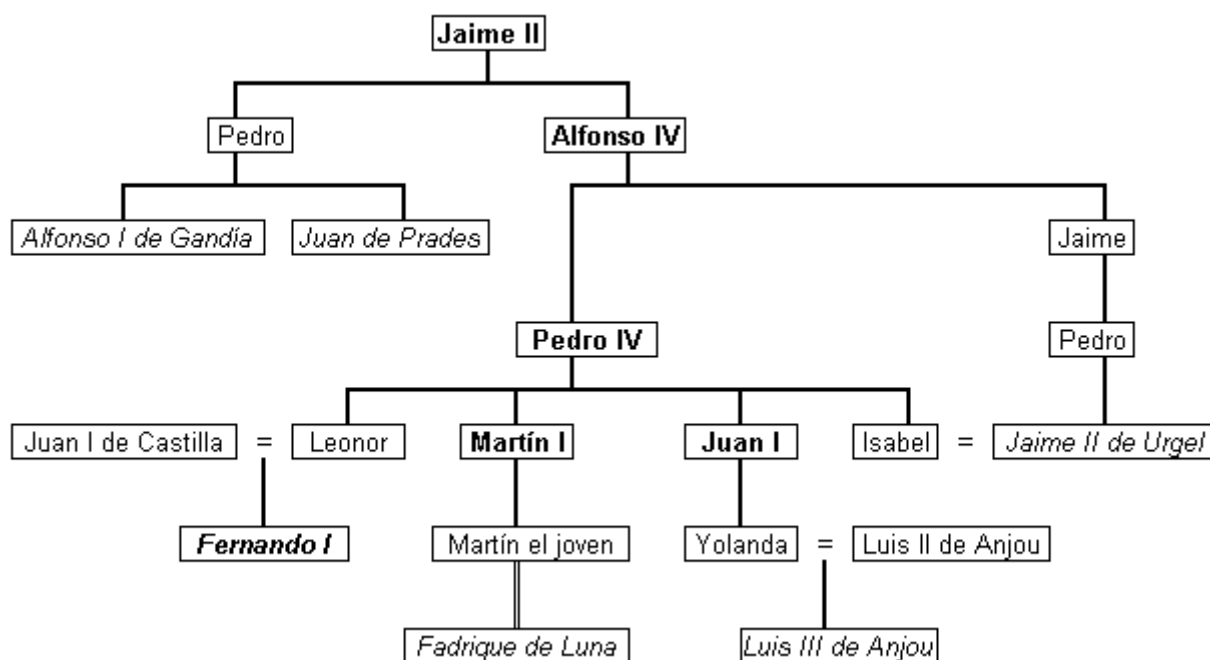 Jaime II
Pedro
Alfonso IV
Alfonso I de Gandía
Juan de Prades
Jaime
Pedro IV
Pedro
Juan I de Castilla = Leonor
Martín I
Juan I
Isabel = Jaime II de Urgel
Fernando I
Martín el joven
Yolanda = Luis II de Anjou
Fadrique de Luna
Luis III de Anjou